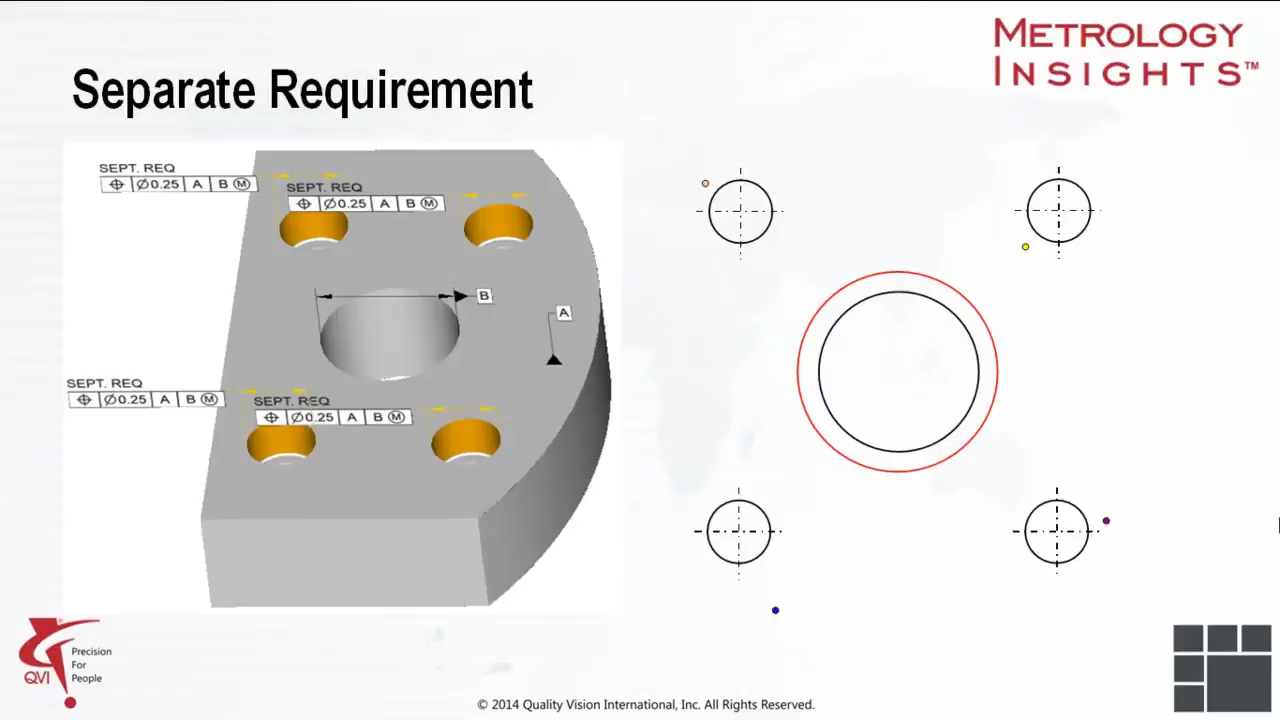 METROLOGY
INSIGHTS™
Separate Requirement
SEPT. REQ
⌖ Ø0.25 A B Ⓜ
SEPT. REQ
⌖ Ø0.25 A B Ⓜ
B
A
SEPT. REQ
⌖ Ø0.25 A B Ⓜ
SEPT. REQ
⌖ Ø0.25 A B Ⓜ
QVI
Precision
For
People
© 2014 Quality Vision International, Inc. All Rights Reserved.